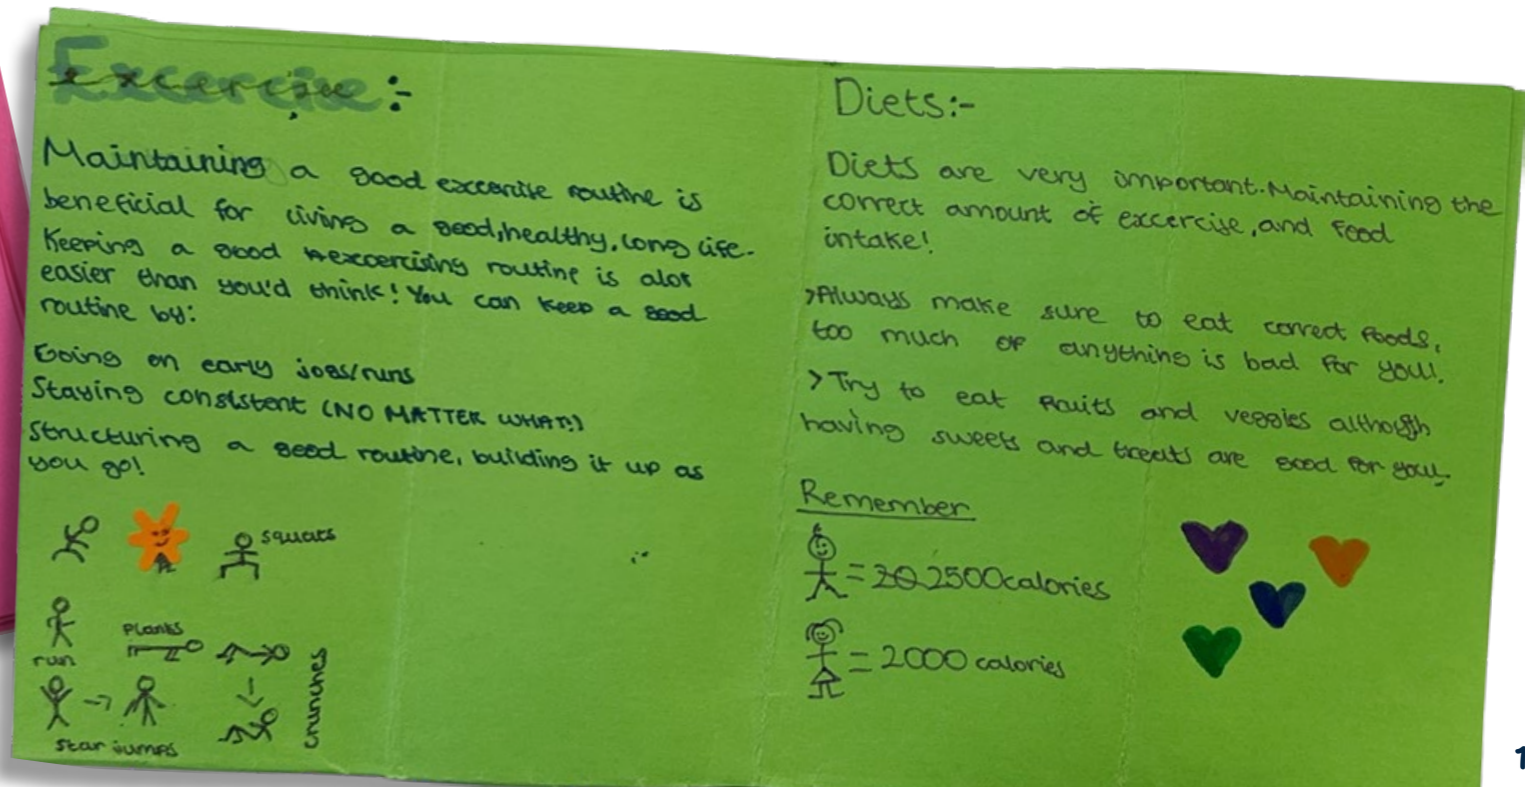 Excercise:-
Maintaining a good excersise routine is
beneficial for living a good, healthy, long life.
Keeping a good excercising routine is alot
easier than you'd think! You can keep a good
routine by:
Going on early jogs/runs
Staying consistent (NO MATTER WHAT!)
Structuring a good routine, building it up as
you go!
squats
run
Planks
star jumps
crunches
Diets:-
Diets are very important. Maintaining the
correct amount of excercise, and food
intake!
>Always make sure to eat correct foods,
too much of anything is bad for you!
>Try to eat fruits and veggies although
having sweets and treats are good for you!
Remember
= 20 2500 calories
= 2000 calories
1